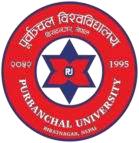 पूर्वाञ्चल विश्वविद्यालय
विराटनगर, नेपाल
२०५२
1995
PURBANCHAL UNIVERSITY
BIRATNAGAR, NEPAL